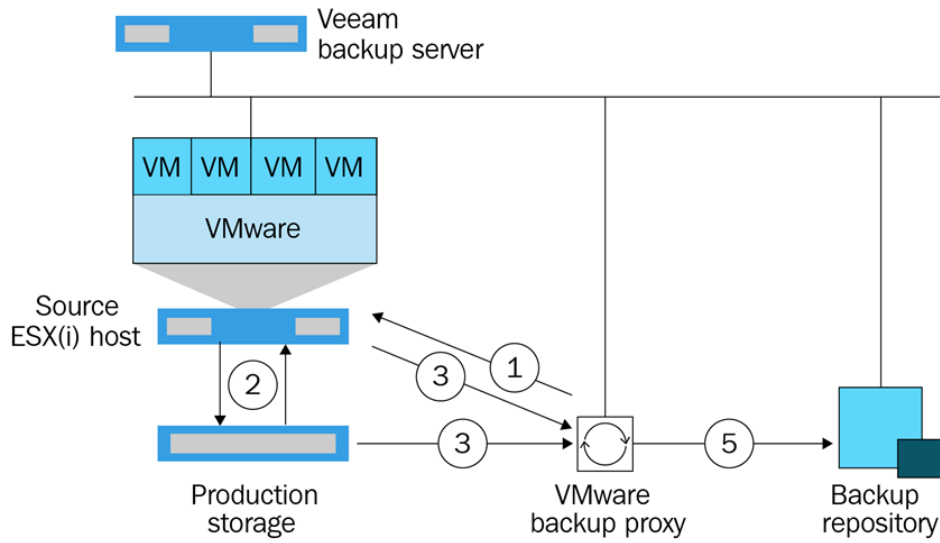 Veeam
backup server
VM VM VM VM
VMware
Source
ESX(i) host
1
3
2
3
5
Production
storage
VMware
backup proxy
Backup
repository